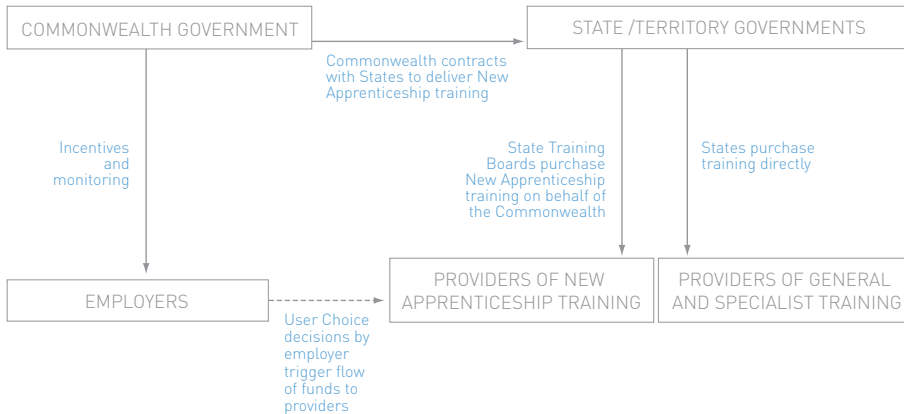 COMMONWEALTH GOVERNMENT
STATE /TERRITORY GOVERNMENTS
Commonwealth contracts
with States to deliver New
Apprenticeship training
Incentives
and
monitoring
State Training
Boards purchase
New Apprenticeship
training on behalf of
the Commonwealth
States purchase
training directly
EMPLOYERS
PROVIDERS OF NEW
APPRENTICESHIP TRAINING
PROVIDERS OF GENERAL
AND SPECIALIST TRAINING
User Choice
decisions by
employer
trigger flow
of funds to
providers